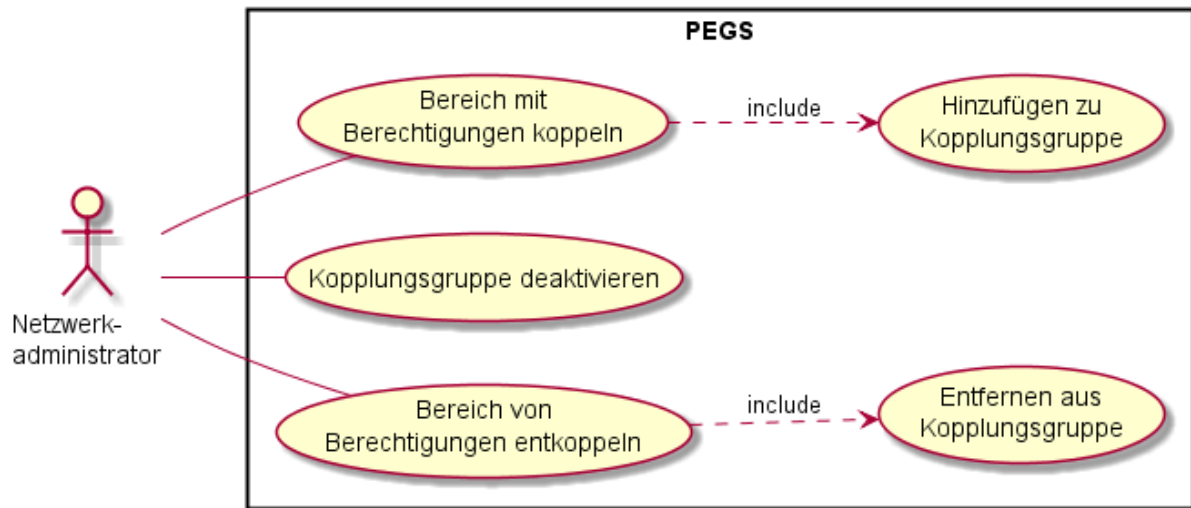 PEGS
Bereich mit
Berechtigungen koppeln
include
Hinzufügen zu
Kopplungsgruppe
Kopplungsgruppe deaktivieren
Netzwerk-
administrator
Bereich von
Berechtigungen entkoppeln
include
Entfernen aus
Kopplungsgruppe